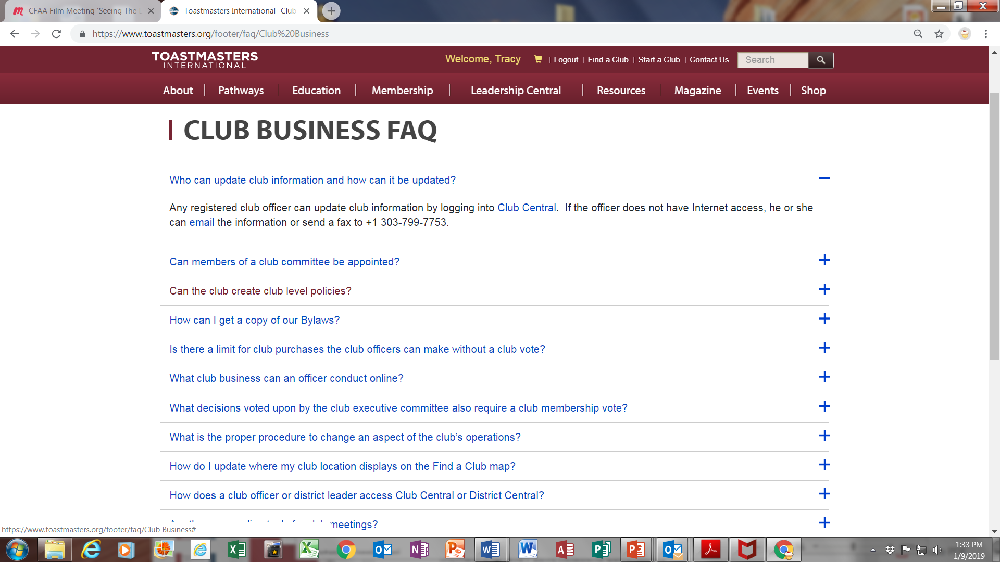 CFAA Film Meeting 'Seeing The L
Toastmasters International -Club
https://www.toastmasters.org/footer/faq/Club%20Business
TOASTMASTERS
INTERNATIONAL
Welcome, Tracy
Logout | Find a Club | Start a Club | Contact Us
Search
About
Pathways
Education
Membership
Leadership Central
Resources
Magazine
Events
Shop
CLUB BUSINESS FAQ
Who can update club information and how can it be updated?
Any registered club officer can update club information by logging into Club Central.  If the officer does not have Internet access, he or she
can email the information or send a fax to +1 303-799-7753.
Can members of a club committee be appointed?
Can the club create club level policies?
How can I get a copy of our Bylaws?
Is there a limit for club purchases the club officers can make without a club vote?
What club business can an officer conduct online?
What decisions voted upon by the club executive committee also require a club membership vote?
What is the proper procedure to change an aspect of the club’s operations?
How do I update where my club location displays on the Find a Club map?
How does a club officer or district leader access Club Central or District Central?
meetings?
https://www.toastmasters.org/footer/faq/Club Business#
1:33 PM
1/9/2019